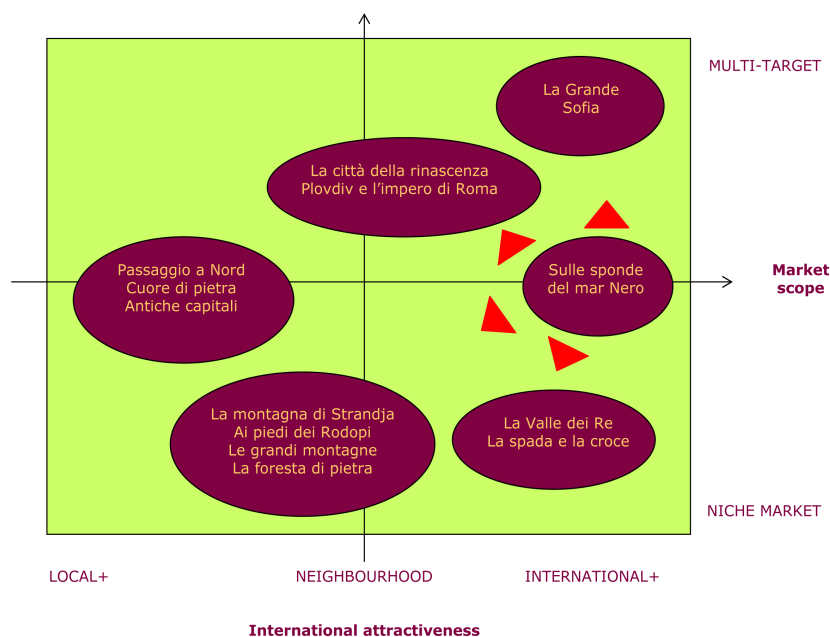 MULTI-TARGET
La Grande
Sofia
La città della rinascenza
Plovdiv e l'impero di Roma
Passaggio a Nord
Cuore di pietra
Antiche capitali
Sulle sponde
del mar Nero
Market
scope
La montagna di Strandja
Ai piedi dei Rodopi
Le grandi montagne
La foresta di pietra
La Valle dei Re
La spada e la croce
NICHE MARKET
LOCAL+
NEIGHBOURHOOD
INTERNATIONAL+
International attractiveness